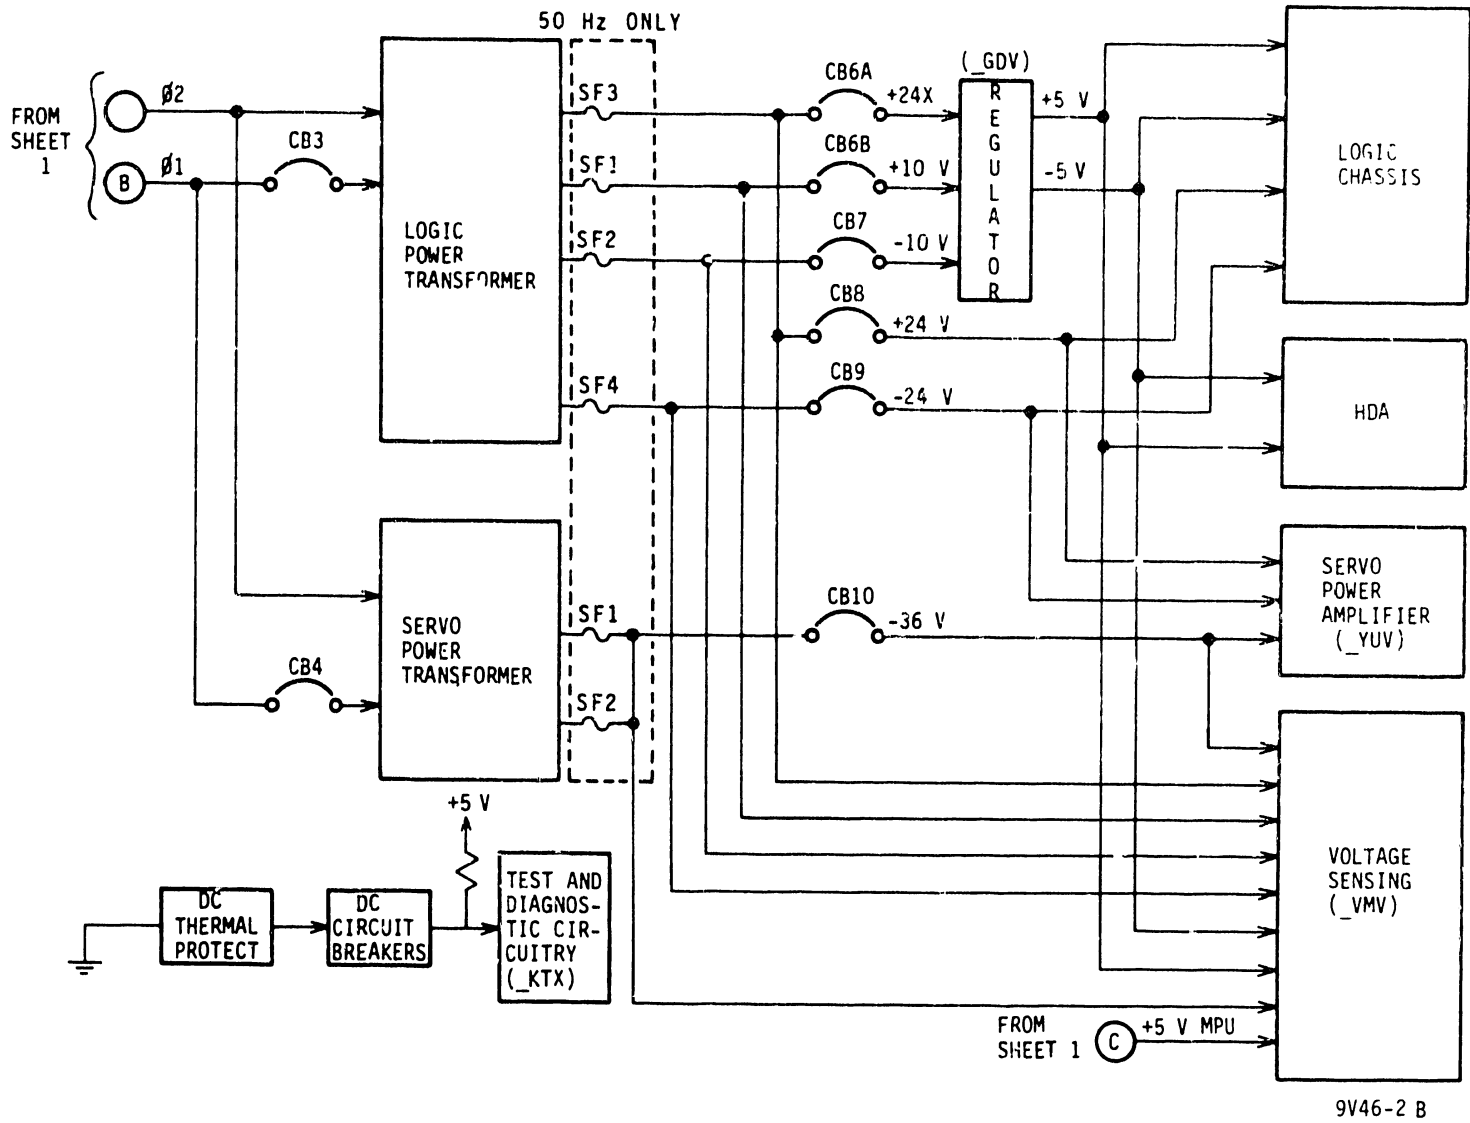 50 Hz ONLY
FROM
SHEET
1
Ø2
B
Ø1
CB3
LOGIC
POWER
TRANSFORMER
SF3
SF1
SF2
SF4
CB6A
+24X
CB6B
+10 V
CB7
-10 V
CB8
+24 V
CB9
-24 V
(_GDV)
REGULATOR
+5 V
-5 V
LOGIC
CHASSIS
HDA
CB4
SERVO
POWER
TRANSFORMER
SF1
SF2
CB10
-36 V
SERVO
POWER
AMPLIFIER
(_YUV)
VOLTAGE
SENSING
(_VMV)
+5 V
DC
THERMAL
PROTECT
DC
CIRCUIT
BREAKERS
TEST AND
DIAGNOS-
TIC CIR-
CUITRY
(_KTX)
FROM
SHEET 1
C
+5 V MPU
9V46-2 B